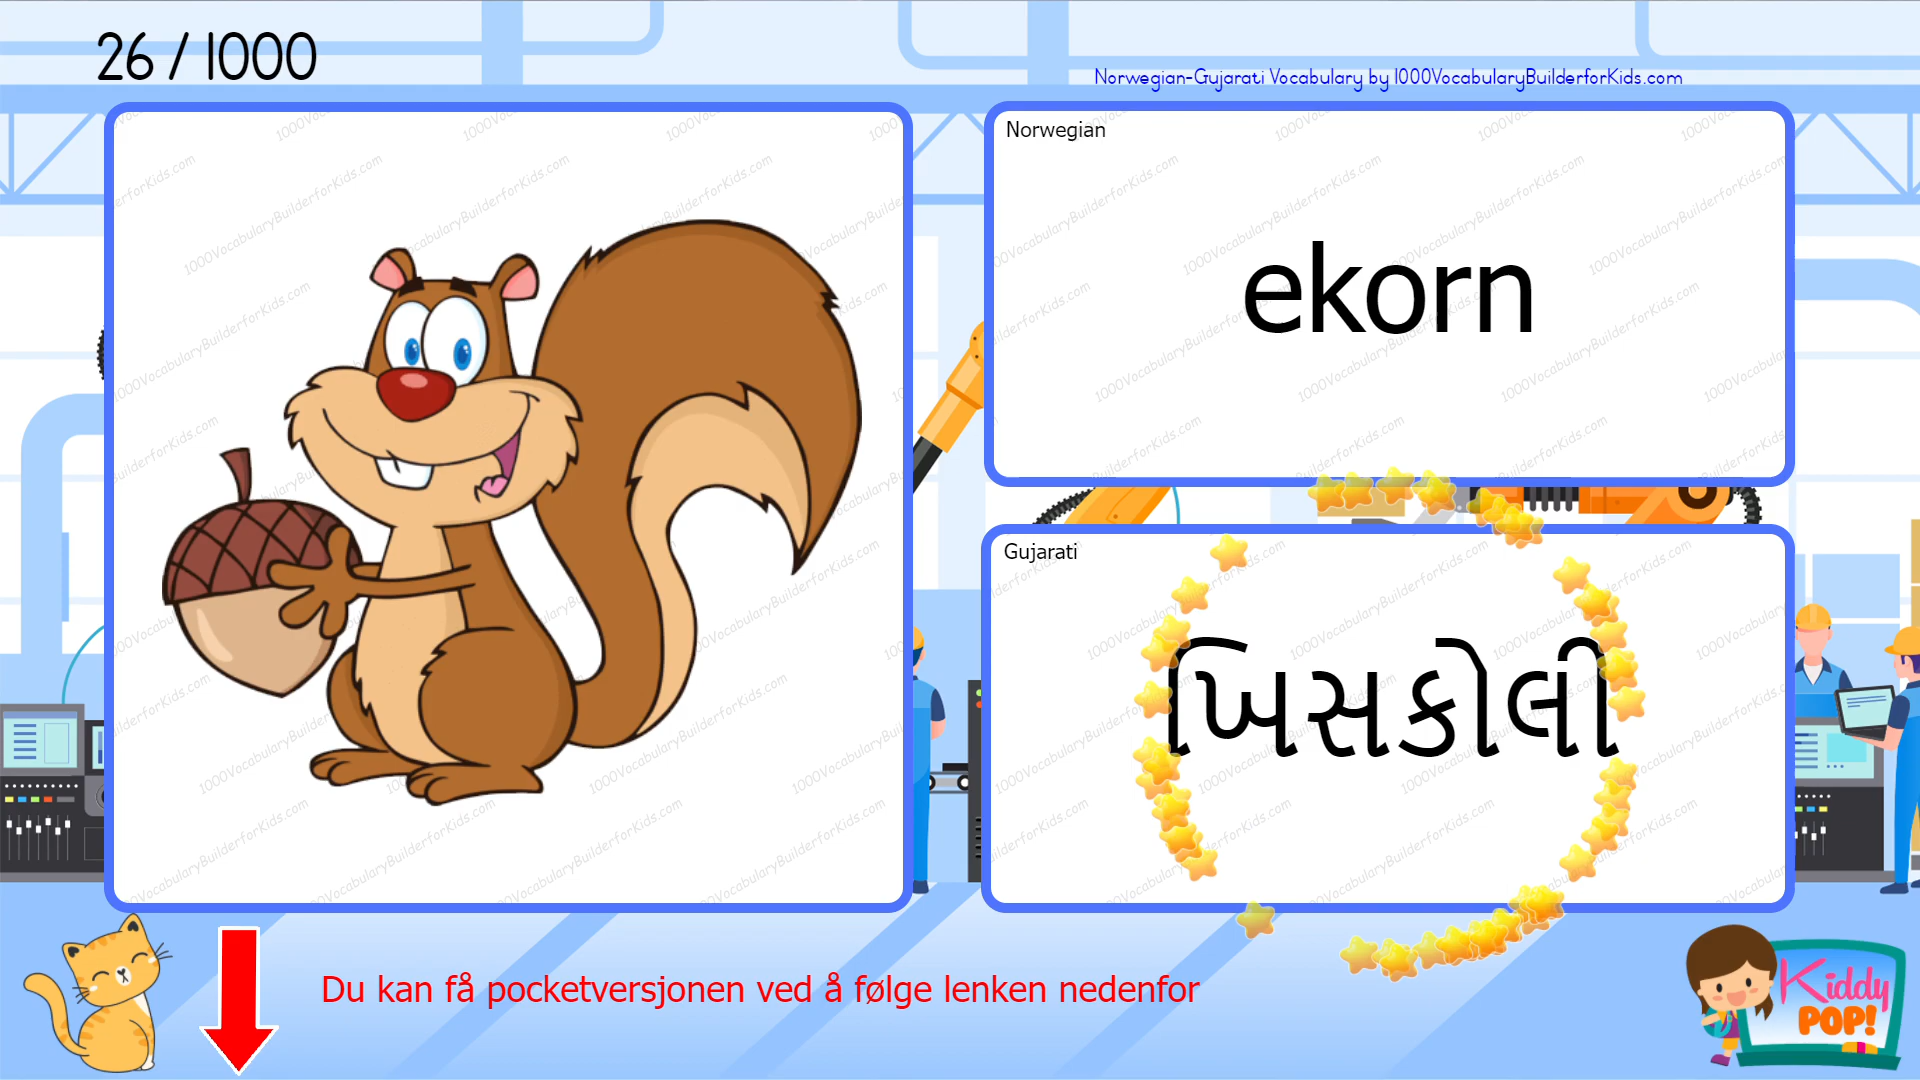 26 / 1000
Norwegian-Gujarati Vocabulary by 1000VocabularyBuilderforKids.com
Norwegian
ekorn
Gujarati
ખિસકોલી
Du kan få pocketversjonen ved å følge lenken nedenfor
Kiddy
POP!